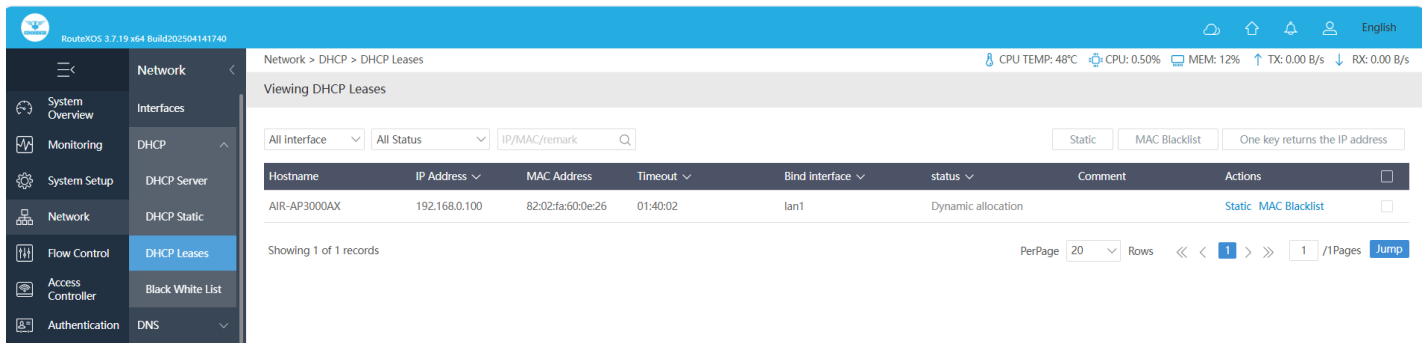 RouteXOS 3.7.19 x64 Build202504141740
English
Network
Network > DHCP > DHCP Leases
CPU TEMP: 48°C CPU: 0.50% MEM: 12% TX: 0.00 B/s RX: 0.00 B/s
Viewing DHCP Leases
System Overview
Monitoring
System Setup
Network
Flow Control
Access Controller
Authentication
Interfaces
DHCP
DHCP Server
DHCP Static
DHCP Leases
Black White List
DNS
All interface All Status IP/MAC/remark Static MAC Blacklist One key returns the IP address
Hostname IP Address MAC Address Timeout Bind interface status Comment Actions
AIR-AP3000AX 192.168.0.100 82:02:fa:60:0e:26 01:40:02 lan1 Dynamic allocation Static MAC Blacklist
Showing 1 of 1 records PerPage 20 Rows 1 1 /1Pages Jump